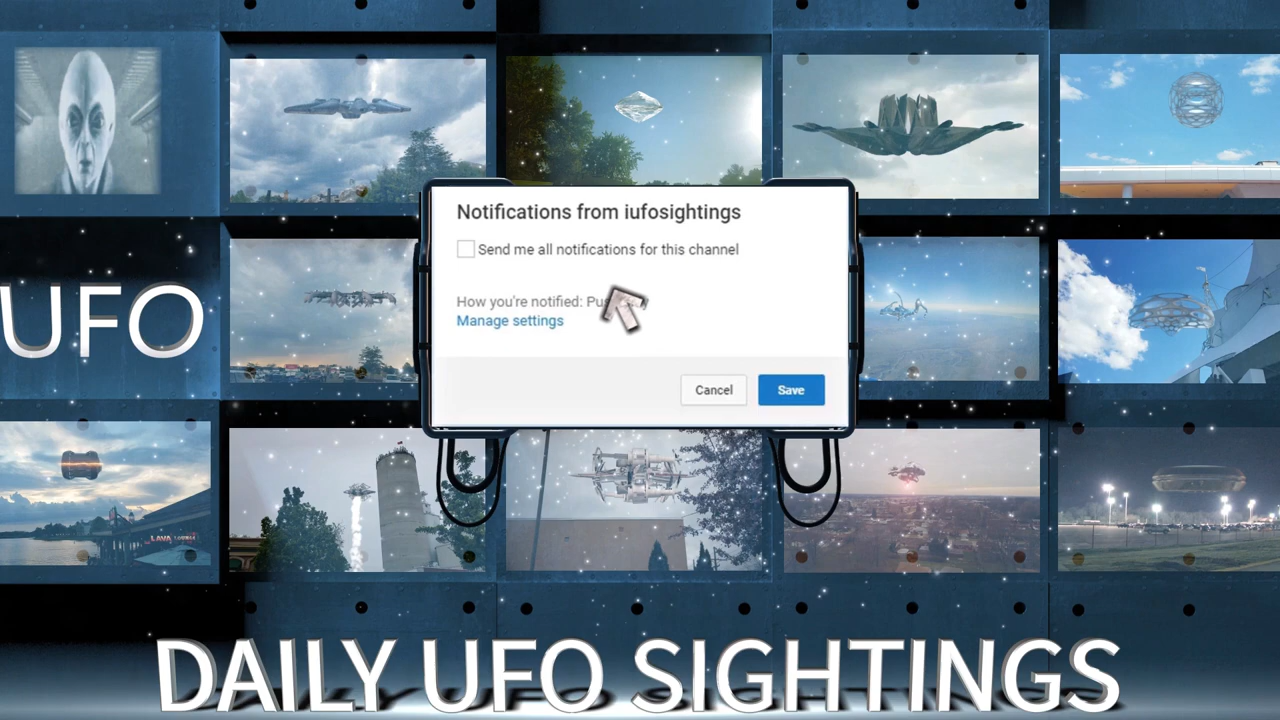 Notifications from iufosightings
Send me all notifications for this channel
How you're notified:
Manage settings
Cancel
Save
UFO
LAVA
DAILY UFO SIGHTINGS